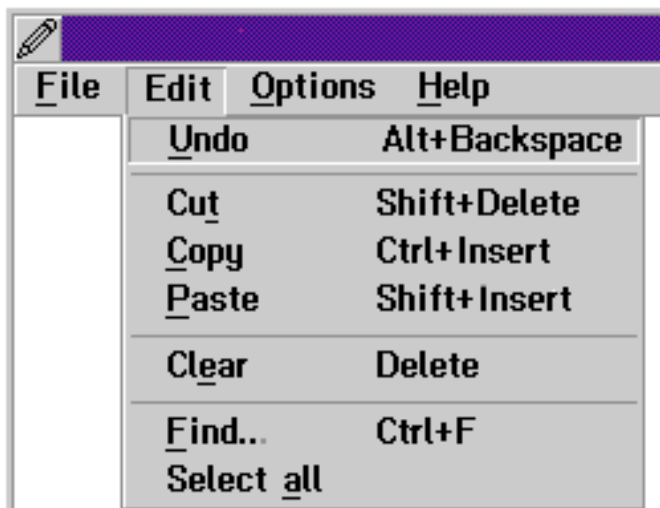 File Edit Options Help
Undo Alt+Backspace
Cut Shift+Delete
Copy Ctrl+Insert
Paste Shift+Insert
Clear Delete
Find... Ctrl+F
Select all